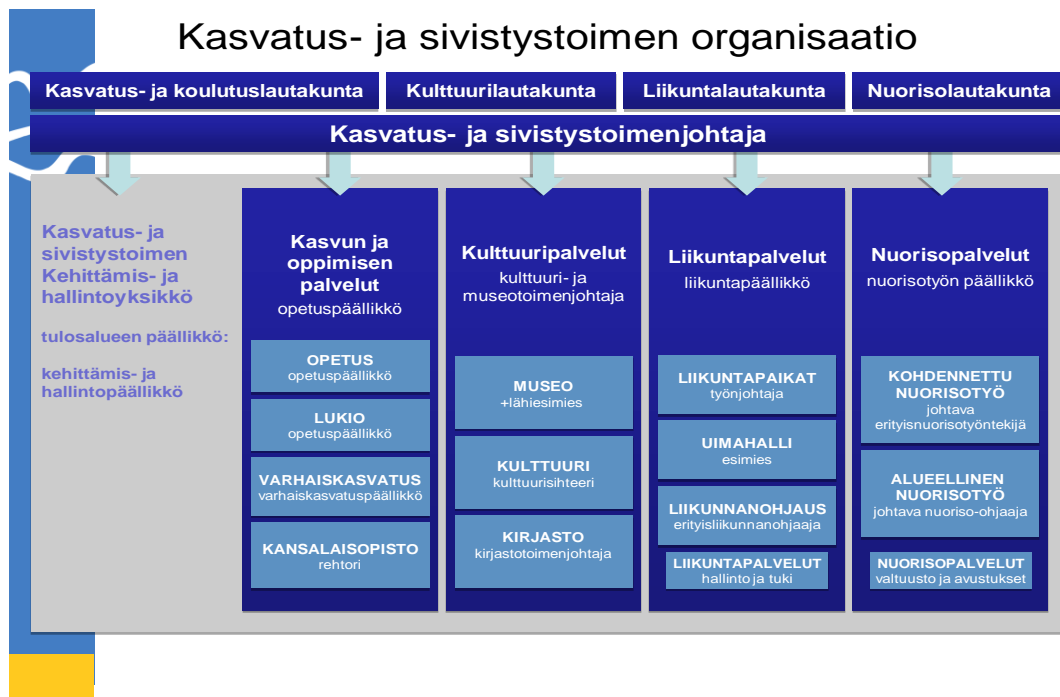 Kasvatus- ja sivistystoimen organisaatio
Kasvatus- ja koulutuslautakunta
Kulttuurilautakunta
Liikuntalautakunta
Nuorisolautakunta
Kasvatus- ja sivistystoimenjohtaja
Kasvatus- ja
sivistystoimen
Kehittämis- ja
hallintoyksikkö
tulosalueen päällikkö:
kehittämis- ja
hallintopäällikkö
Kasvun ja
oppimisen
palvelut
opetuspäällikkö
OPETUS
opetuspäällikkö
LUKIO
opetuspäällikkö
VARHAISKASVATUS
varhaiskasvatuspäällikkö
KANSALAISOPISTO
rehtori
Kulttuuripalvelut
kulttuuri- ja
museotoimenjohtaja
MUSEO
+lähiesimies
KULTTUURI
kulttuurisihteeri
KIRJASTO
kirjastotoimenjohtaja
Liikuntapalvelut
liikuntapäällikkö
LIIKUNTAPAIKAT
työnjohtaja
UIMAHALLI
esimies
LIIKUNNANOHJAUS
erityisliikunnanohjaaja
LIIKUNTAPALVELUT
hallinto ja tuki
Nuorisopalvelut
nuorisotyön päällikkö
KOHDENNETTU
NUORISOTYÖ
johtava
erityisnuorisotyöntekijä
ALUEELLINEN
NUORISOTYÖ
johtava nuoriso-ohjaaja
NUORISOPALVELUT
valtuusto ja avustukset